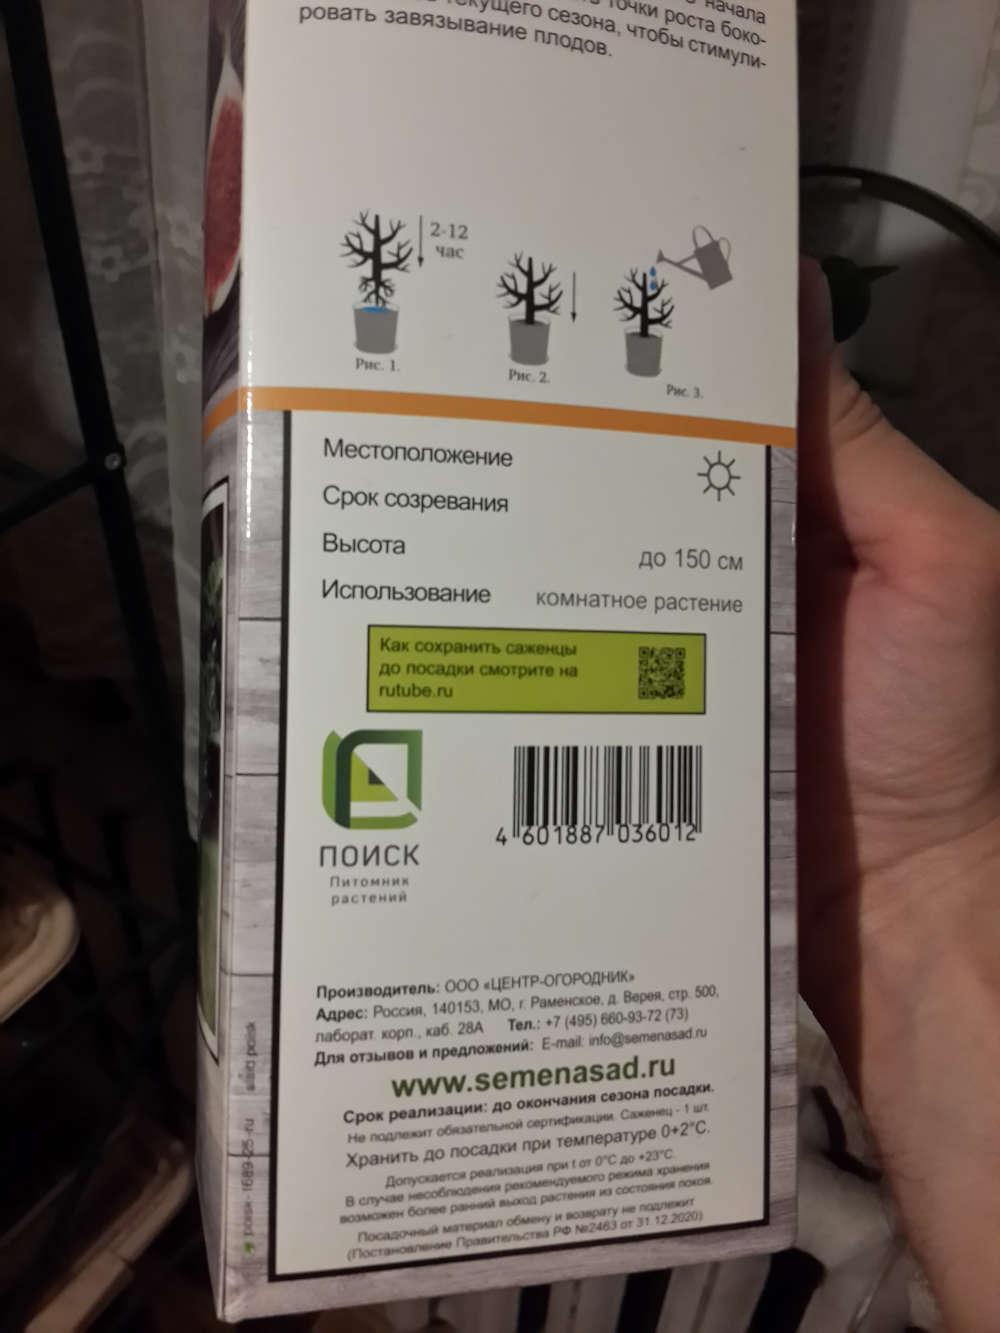 начала
точки роста боко-
текущего сезона, чтобы стимули-
ровать завязывание плодов.
2-12
час
Рис. 1.
Рис. 2.
Рис. 3.
Местоположение
Срок созревания
Высота до 150 см
Использование комнатное растение
Как сохранить саженцы
до посадки смотрите на
rutube.ru
ПОИСК
Питомник
растений
4 601887 036012
Производитель: ООО «ЦЕНТР-ОГОРОДНИК»
Адрес: Россия, 140153, МО, г. Раменское, д. Верея, стр. 500,
лаборат. корп., каб. 28А Тел.: +7 (495) 660-93-72 (73)
Для отзывов и предложений: E-mail: info@semenasad.ru
www.semenasad.ru
Срок реализации: до окончания сезона посадки.
Не подлежит обязательной сертификации. Саженец - 1 шт.
Хранить до посадки при температуре 0+2°С.
Допускается реализация при t от 0°С до +23°С.
В случае несоблюдения рекомендуемого режима хранения
возможен более ранний выход растения из состояния покоя.
Посадочный материал обмену и возврату не подлежит
(Постановление Правительства РФ №2463 от 31.12.2020)